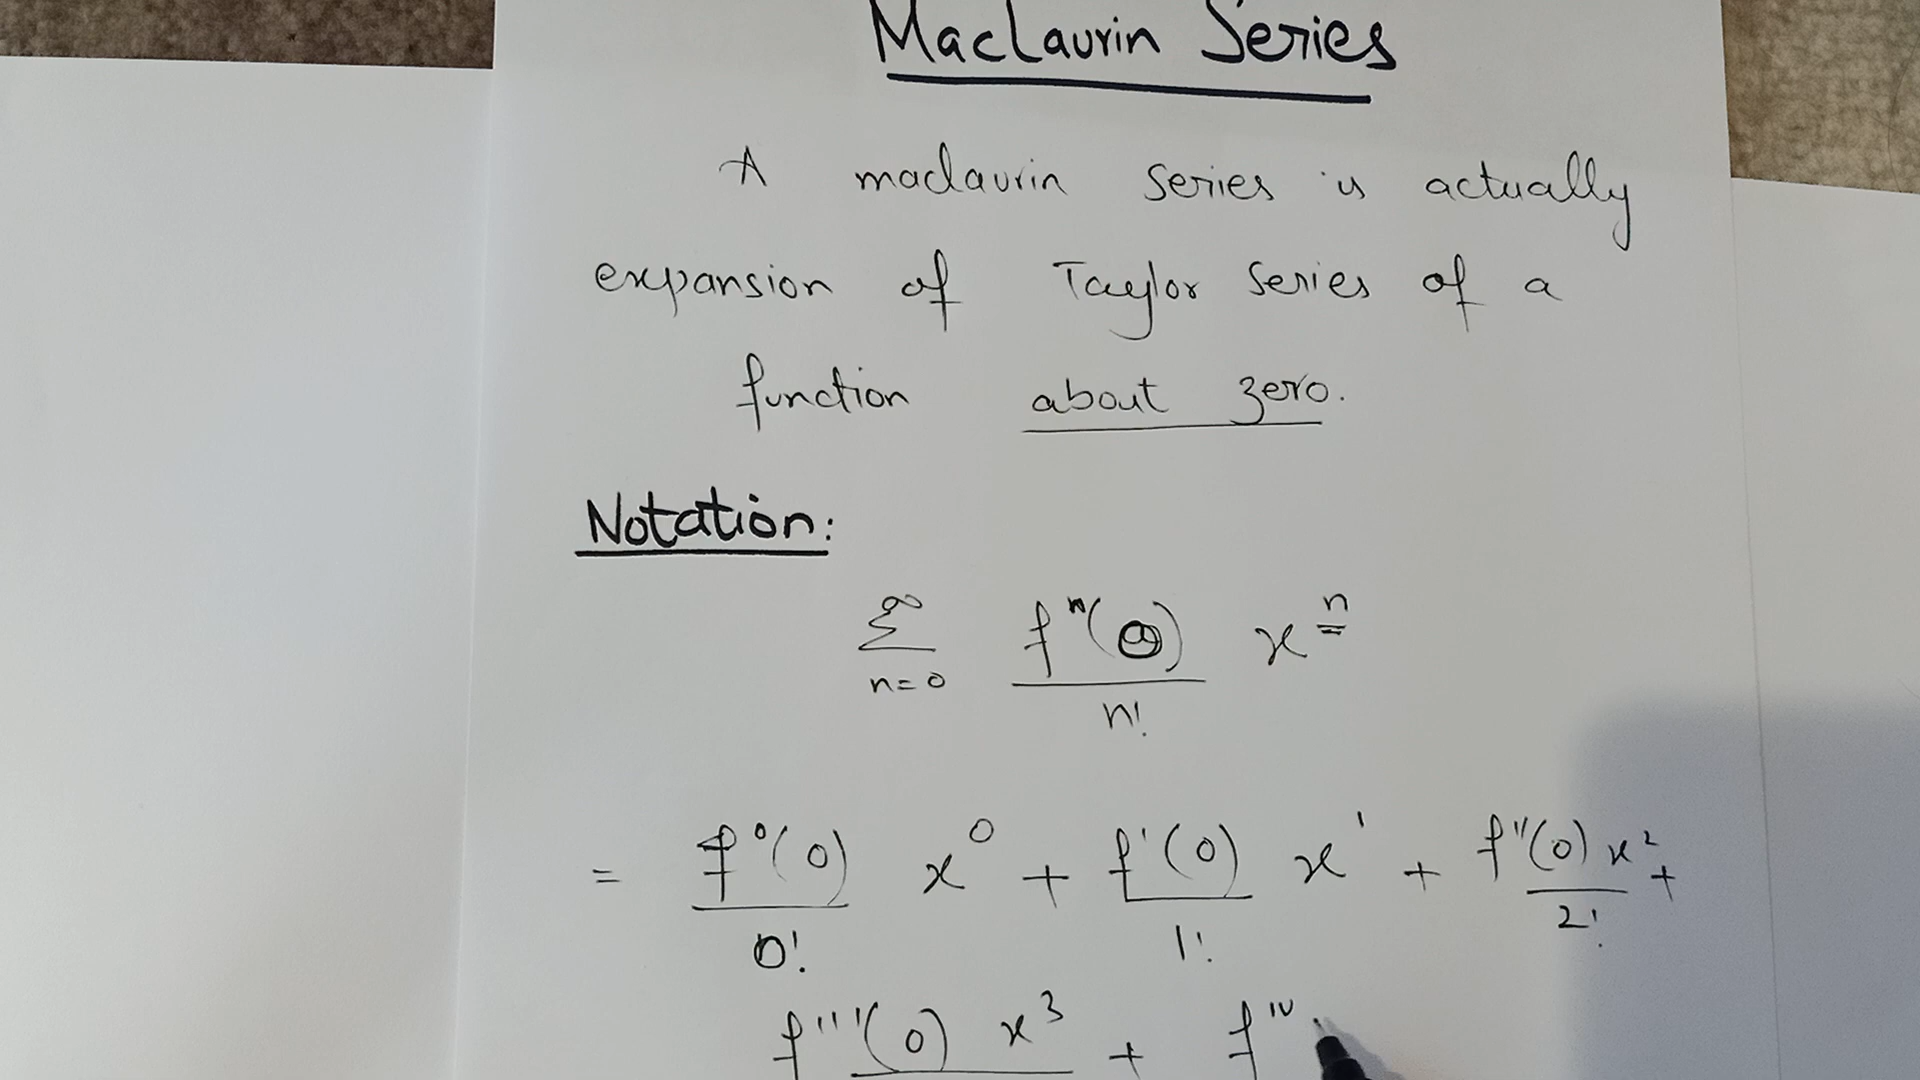 Maclaurin Series
A maclaurin series is actually
expansion of Taylor series of a
function about zero.
Notation:
∞
Σ fⁿ(0) xⁿ
n=0 n!
= f⁰(0) x⁰ + f'(0) x¹ + f''(0) x² +
0! 1! 2!
f'''(0) x³ + fⁱᵛ